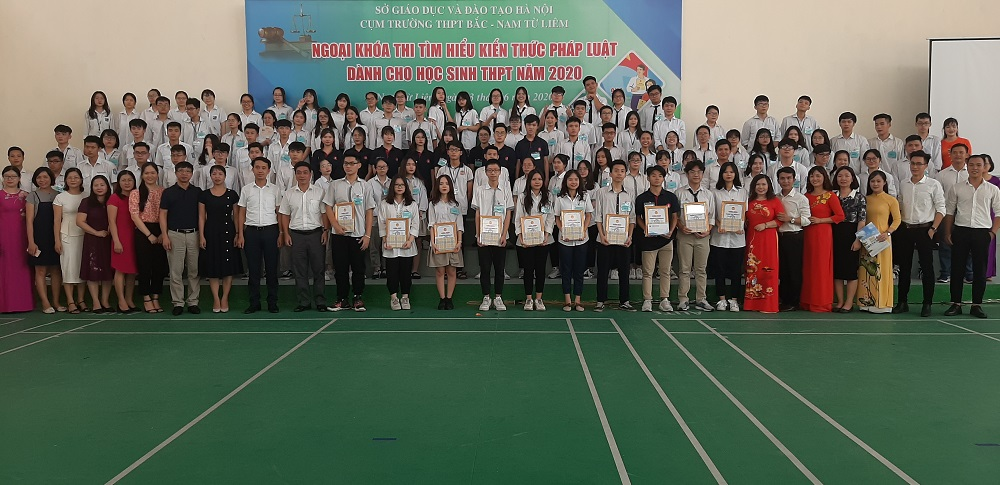 SỞ GIÁO DỤC VÀ ĐÀO TẠO HÀ NỘI
CỤM TRƯỜNG THPT BẮC - NAM TỪ LIÊM
NGOẠI KHÓA THI TÌM HIỂU KIẾN THỨC PHÁP LUẬT
DÀNH CHO HỌC SINH THPT NĂM 2020